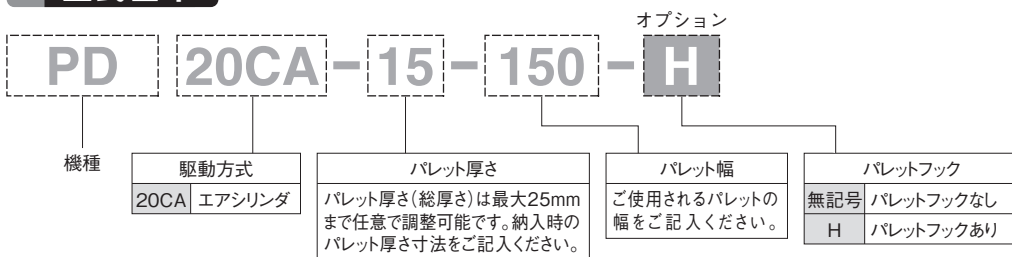 オプション
PD 20CA-15-150-H
機種
駆動方式
20CA エアシリンダ
パレット厚さ
パレット厚さ(総厚さ)は最大25mm
まで任意で調整可能です。納入時の
パレット厚さ寸法をご記入ください。
パレット幅
ご使用されるパレットの
幅をご記入ください。
パレットフック
無記号 パレットフックなし
H パレットフックあり